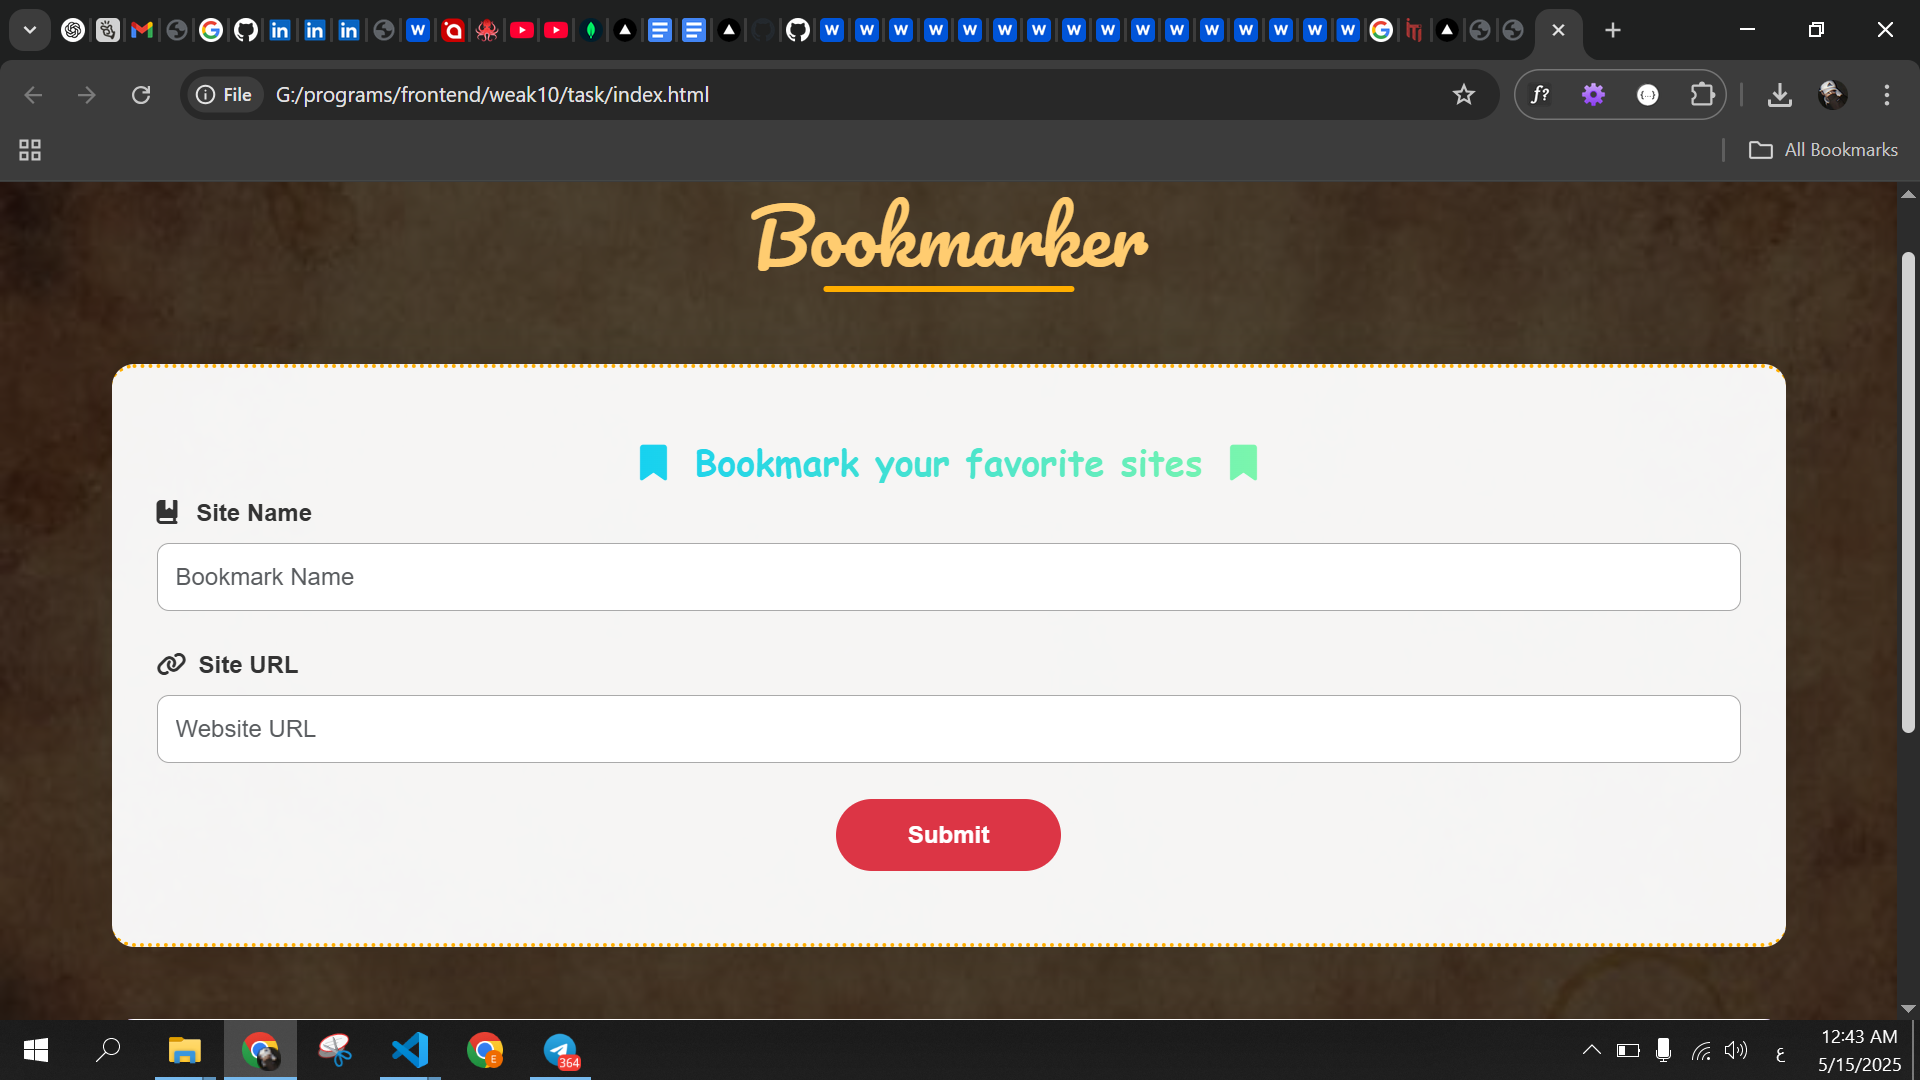 File
G:/programs/frontend/weak10/task/index.html
All Bookmarks
Bookmarker
Bookmark your favorite sites
Site Name
Bookmark Name
Site URL
Website URL
Submit
364
ع
12:43 AM
5/15/2025